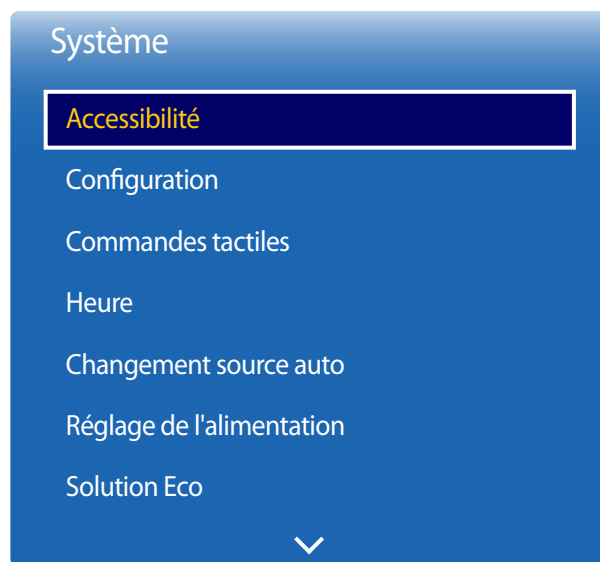 Système
Accessibilité
Configuration
Commandes tactiles
Heure
Changement source auto
Réglage de l'alimentation
Solution Eco